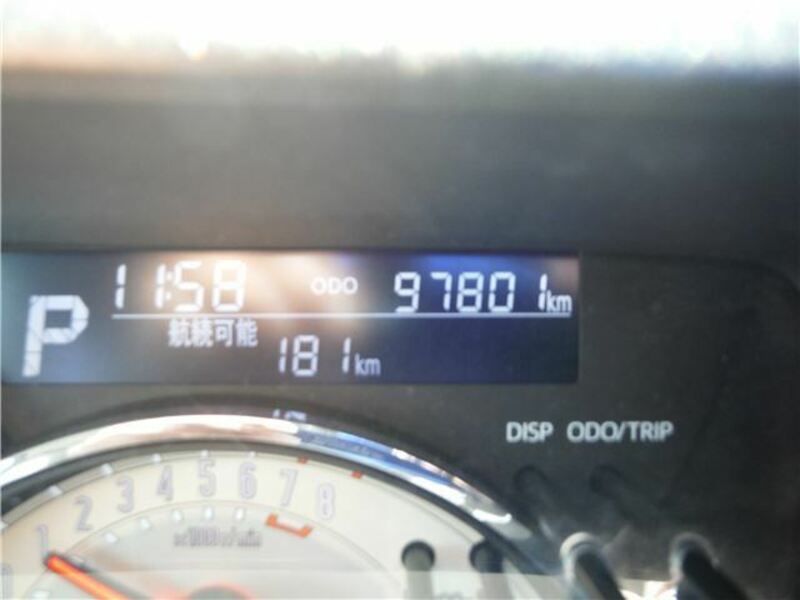 11:58 ODO 97801km
P
航続可能
181km
DISP ODO/TRIP
1 2 3 4 5 6 7 8